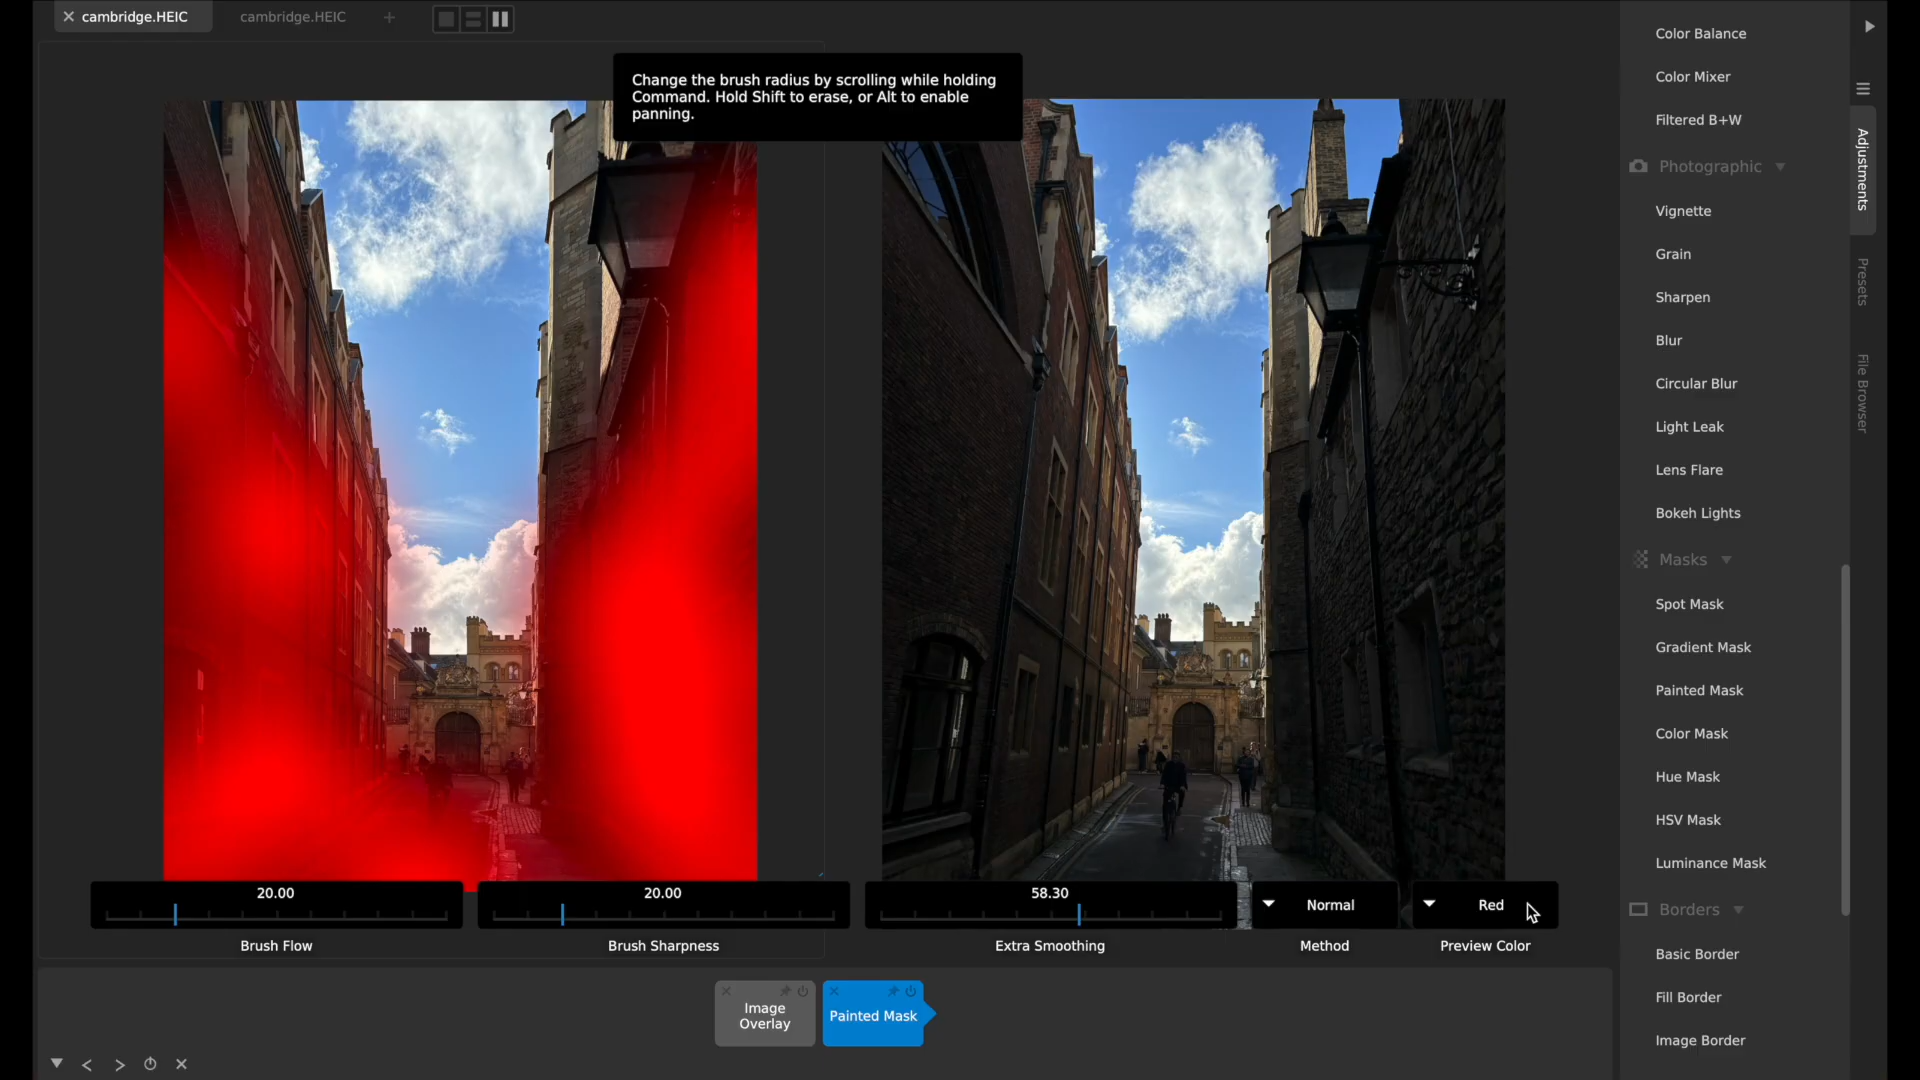 cambridge.HEIC
cambridge.HEIC
Change the brush radius by scrolling while holding
Command. Hold Shift to erase, or Alt to enable
panning.
20.00
Brush Flow
20.00
Brush Sharpness
58.30
Extra Smoothing
Normal
Method
Red
Preview Color
Image
Overlay
Painted Mask
Color Balance
Color Mixer
Filtered B+W
Photographic
Vignette
Grain
Sharpen
Blur
Circular Blur
Light Leak
Lens Flare
Bokeh Lights
Masks
Spot Mask
Gradient Mask
Painted Mask
Color Mask
Hue Mask
HSV Mask
Luminance Mask
Borders
Basic Border
Fill Border
Image Border
Adjustments
Presets
File Browser